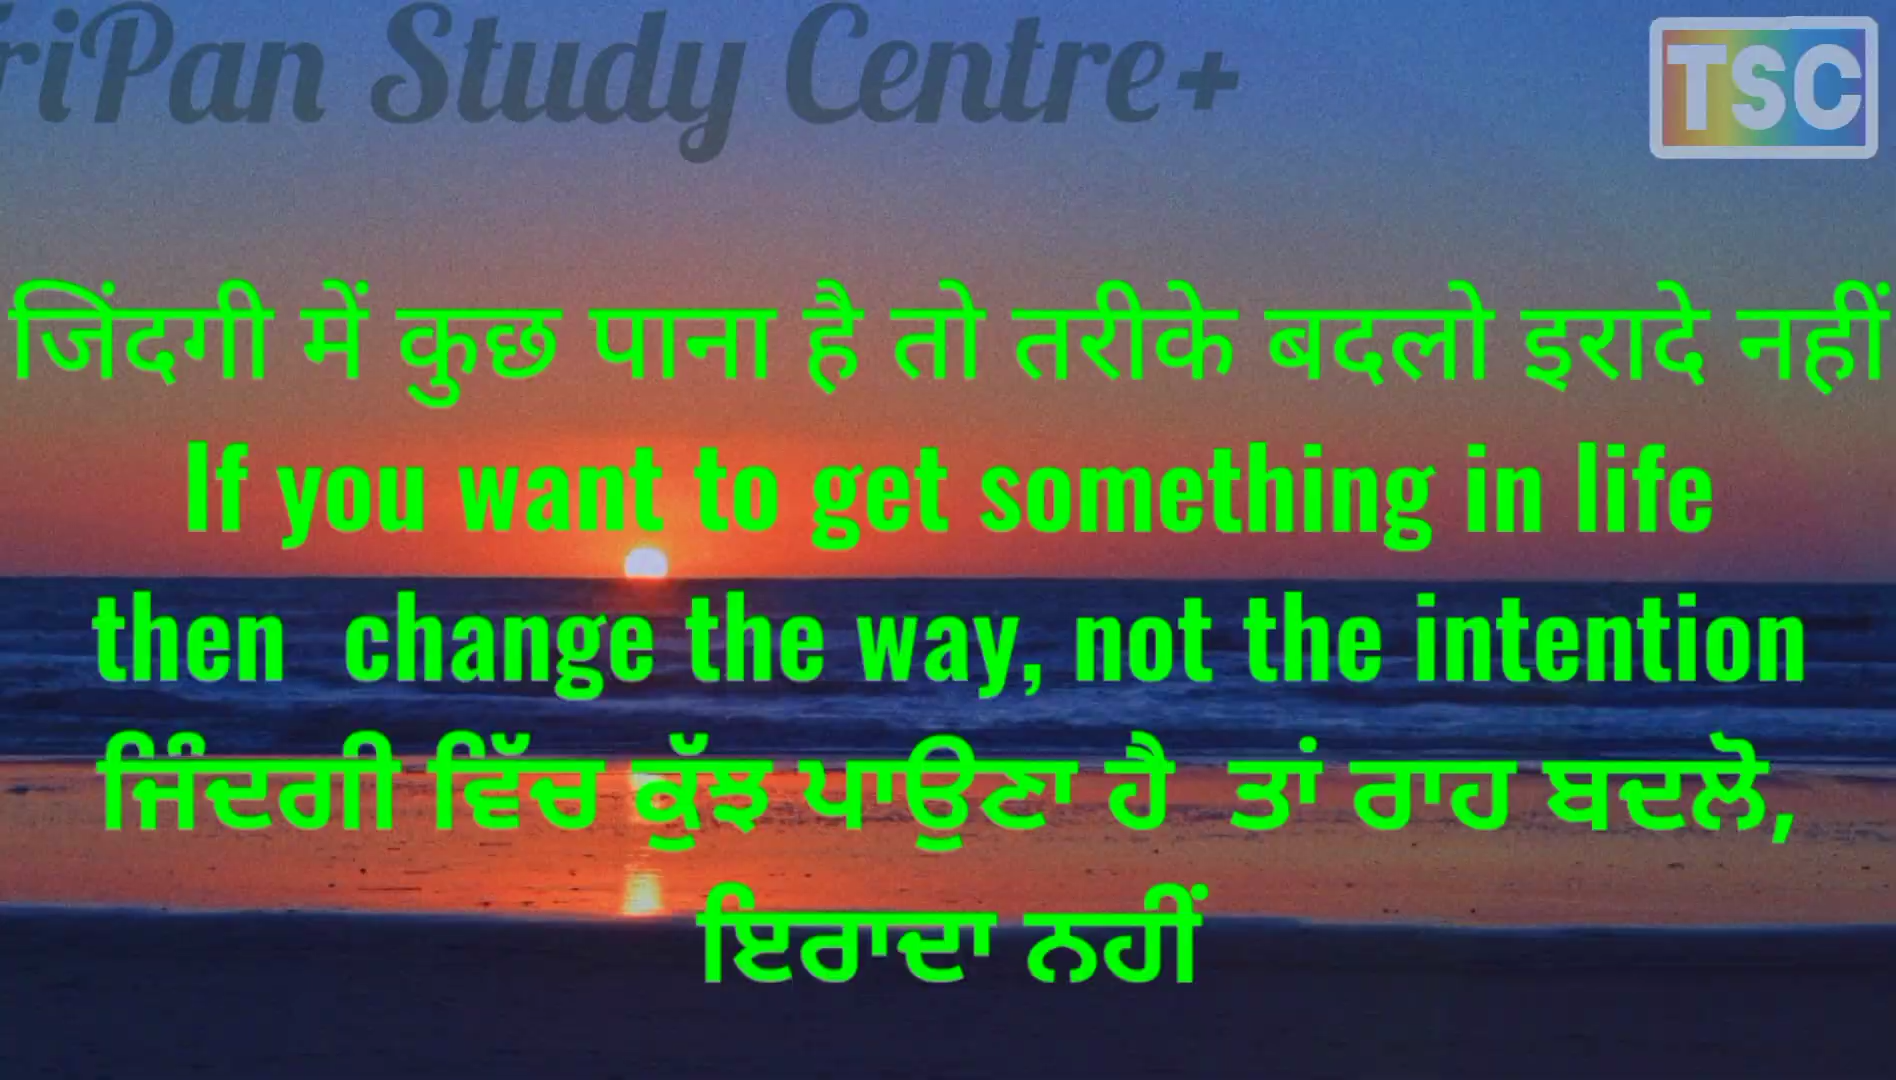 riPan Study Centre+
TSC
जिंदगी में कुछ पाना है तो तरीके बदलो इरादे नहीं
If you want to get something in life
then change the way, not the intention
ਜਿੰਦਗੀ ਵਿੱਚ ਕੁੱਝ ਪਾਉਣਾ ਹੈ ਤਾਂ ਰਾਹ ਬਦਲੋ,
ਇਰਾਦਾ ਨਹੀਂ